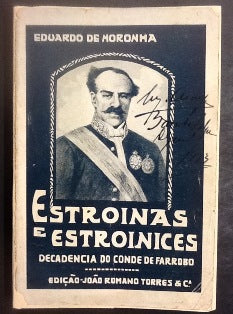 EDUARDO DE NORONHA
ESTROINAS
E ESTROINICES
DECADENCIA DO CONDE DE FARROBO
EDIÇÃO-JOÃO ROMANO TORRES & Cª